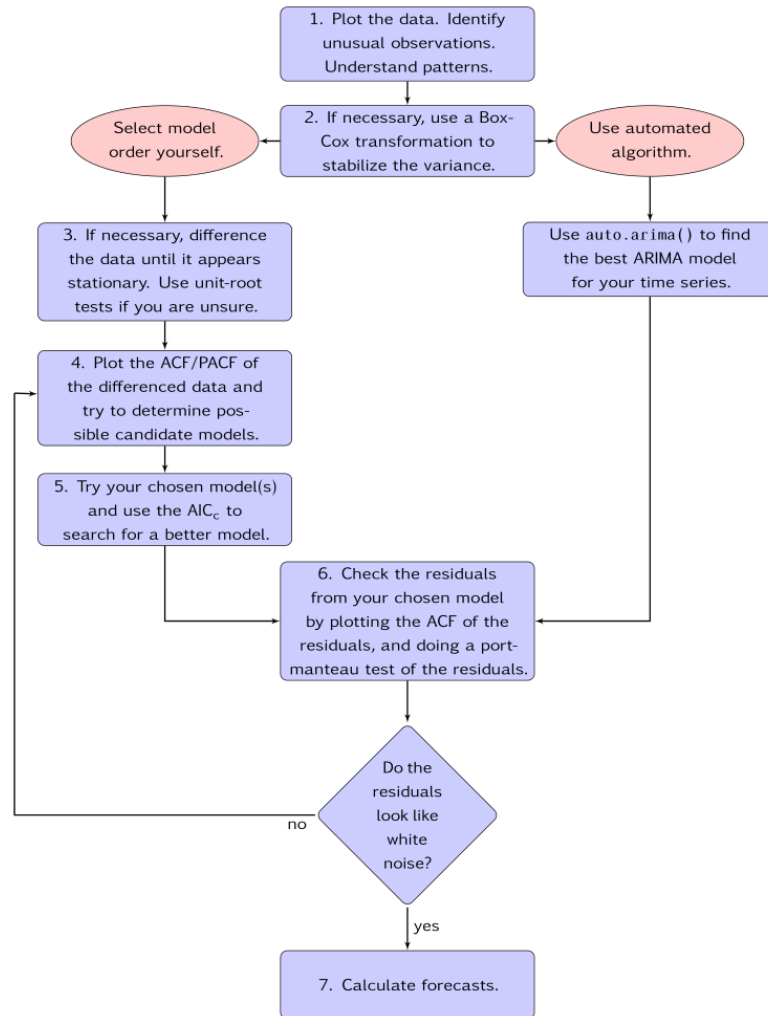 1. Plot the data. Identify
unusual observations.
Understand patterns.
Select model
order yourself.
2. If necessary, use a Box-
Cox transformation to
stabilize the variance.
Use automated
algorithm.
3. If necessary, difference
the data until it appears
stationary. Use unit-root
tests if you are unsure.
Use auto.arima() to find
the best ARIMA model
for your time series.
4. Plot the ACF/PACF of
the differenced data and
try to determine pos-
sible candidate models.
5. Try your chosen model(s)
and use the AICc to
search for a better model.
6. Check the residuals
from your chosen model
by plotting the ACF of the
residuals, and doing a port-
manteau test of the residuals.
Do the
residuals
look like
white
noise?
no
yes
7. Calculate forecasts.